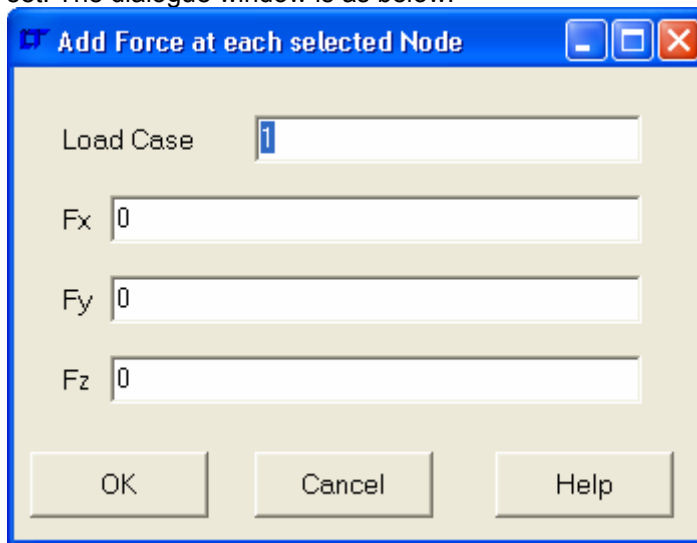 set. The dialogue window is as below:
Add Force at each selected Node
Load Case 1
Fx 0
Fy 0
Fz 0
OK Cancel Help